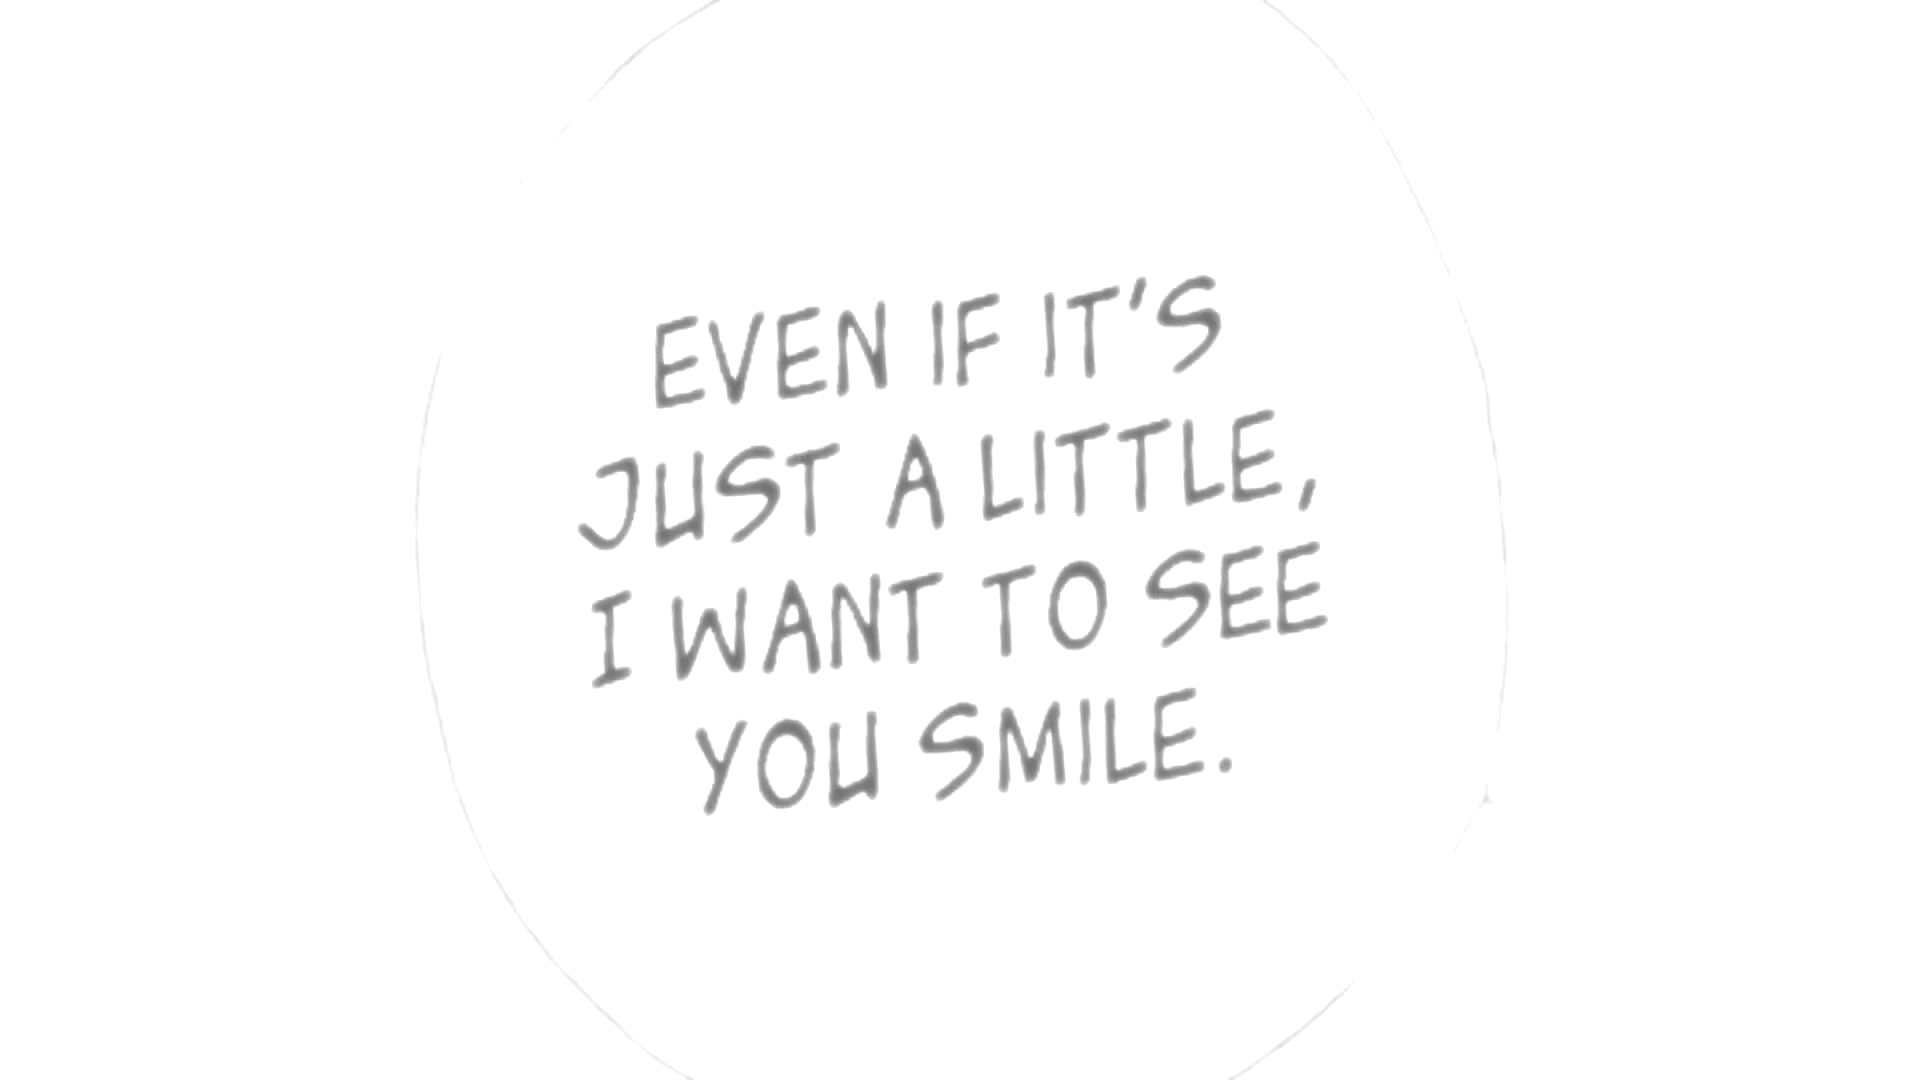 EVEN IF IT'S
JUST A LITTLE,
I WANT TO SEE
YOU SMILE.